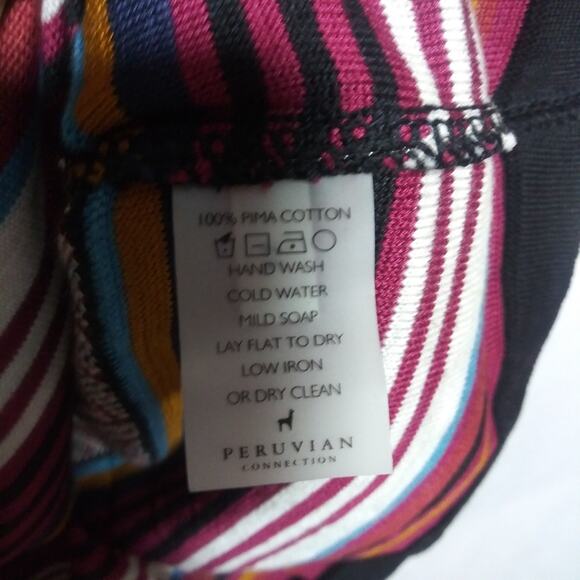 100% PIMA COTTON
HAND WASH
COLD WATER
MILD SOAP
LAY FLAT TO DRY
LOW IRON
OR DRY CLEAN
PERUVIAN
CONNECTION